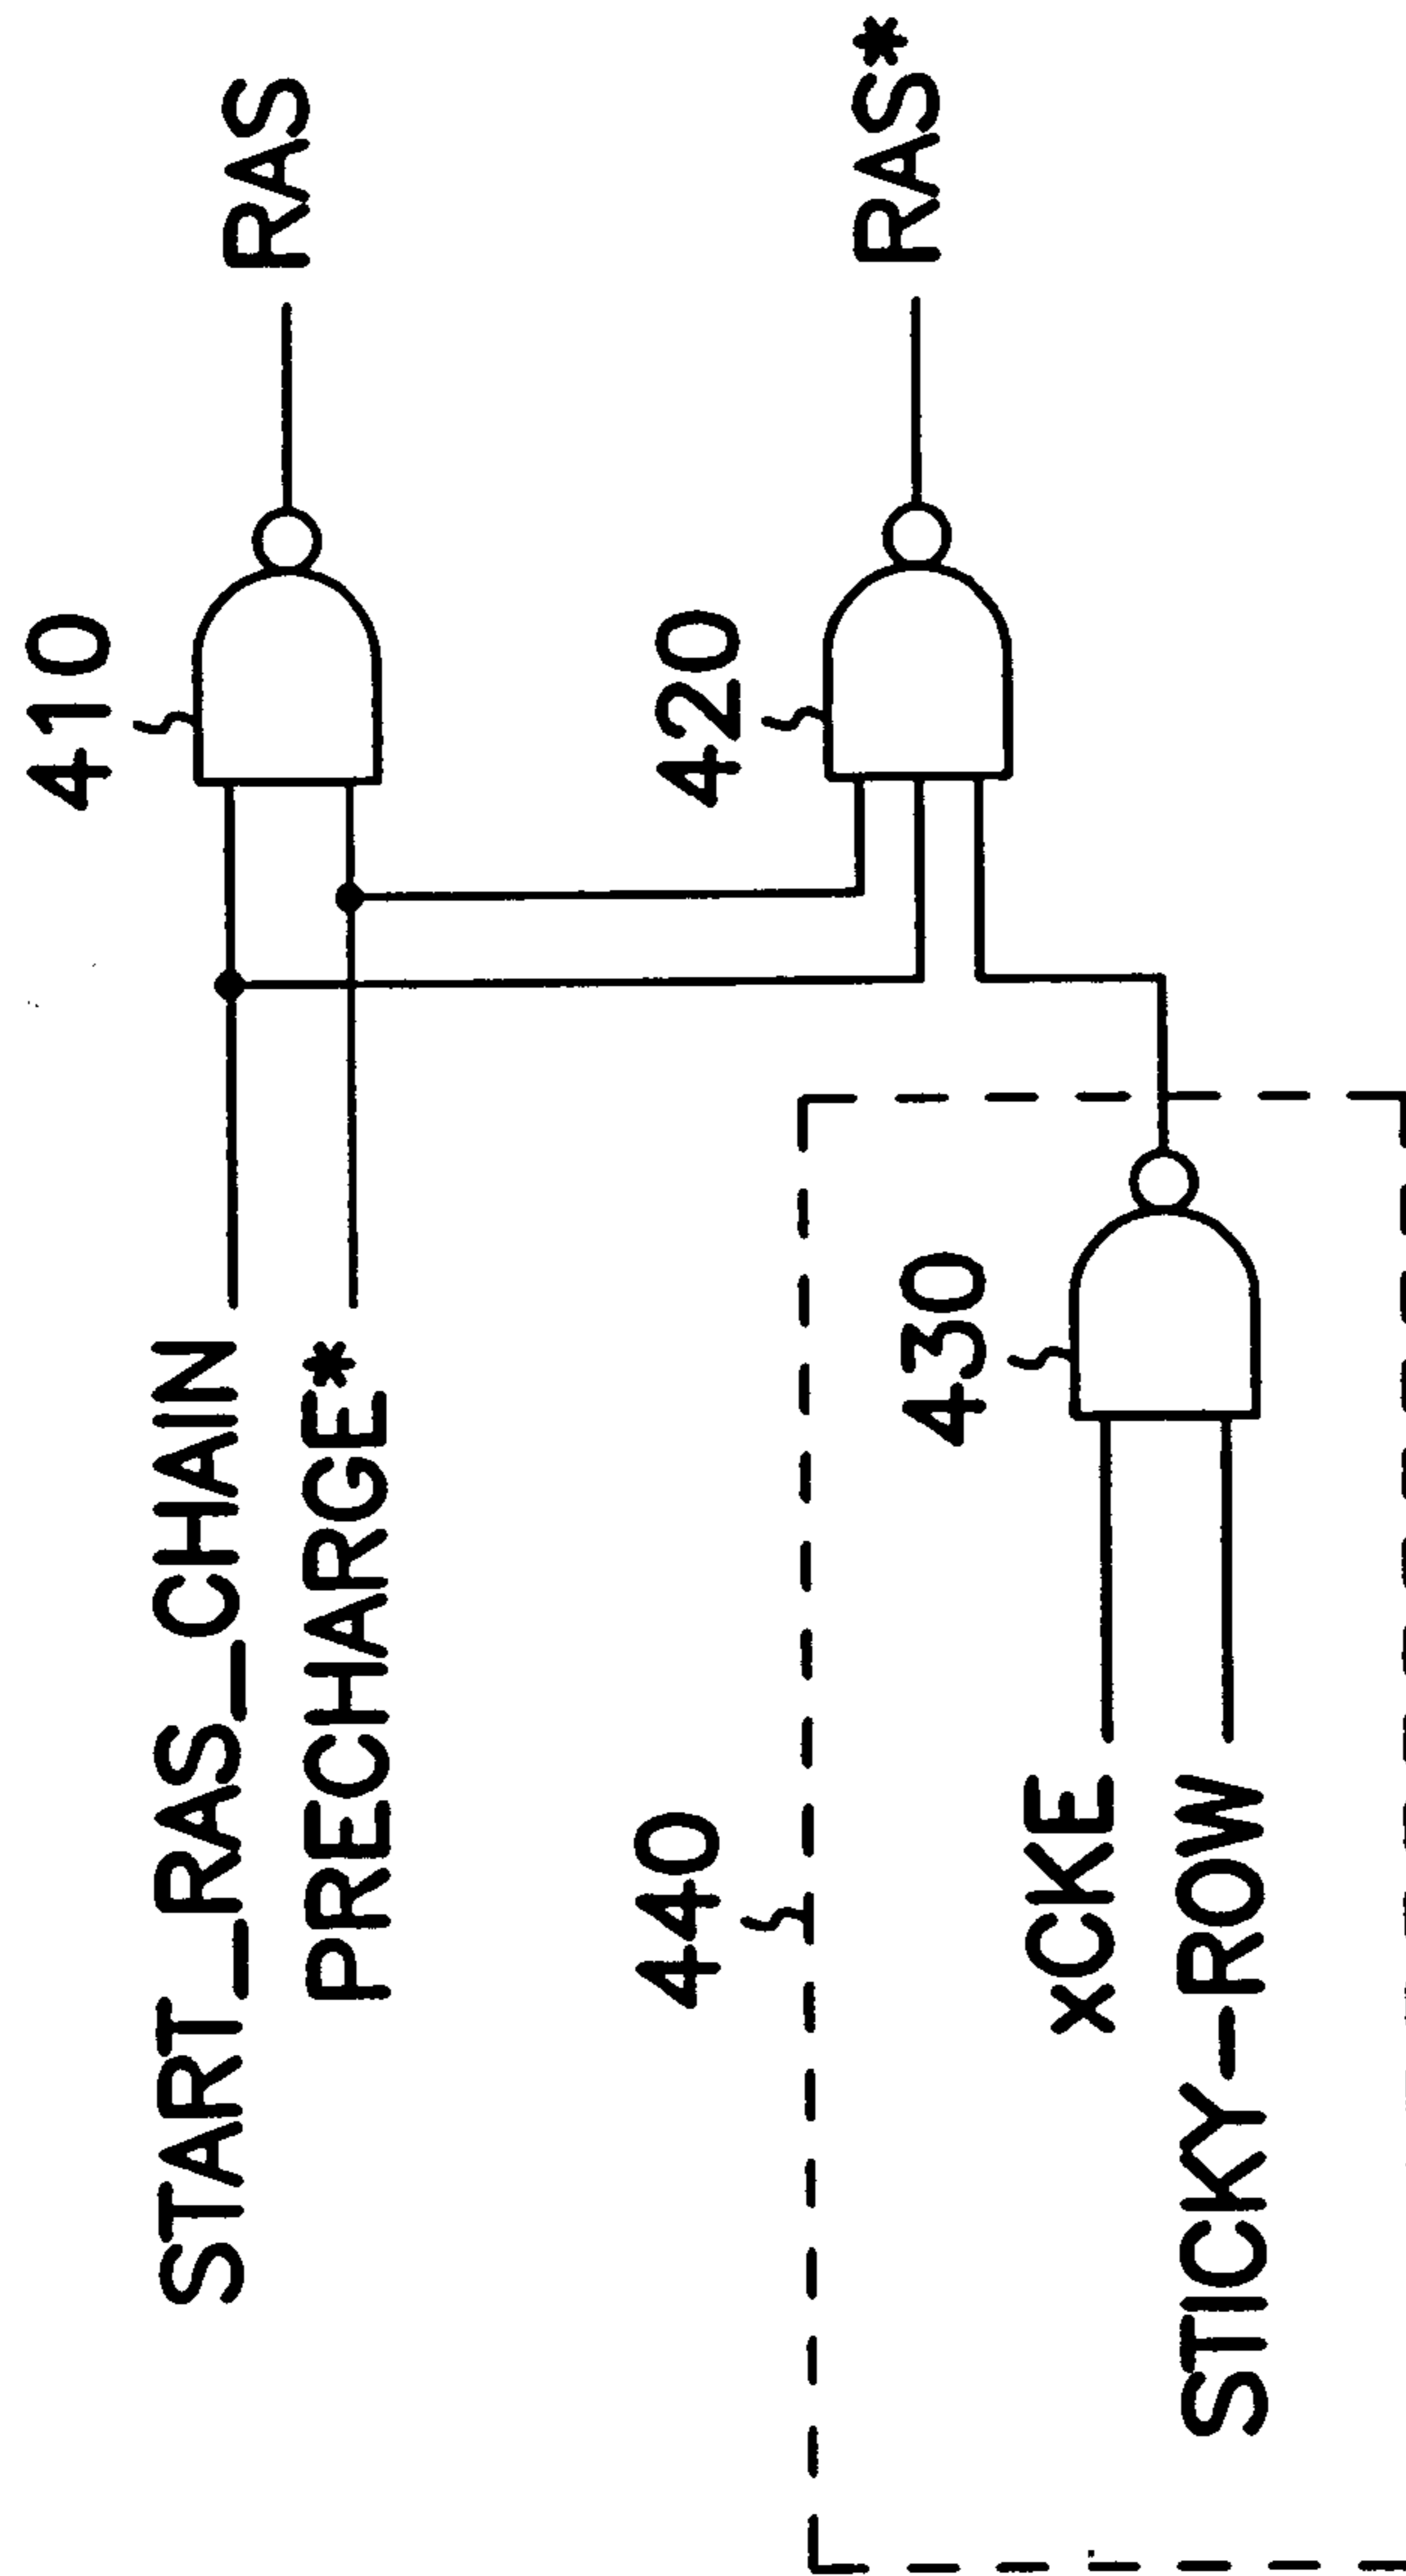 410
START_RAS_CHAIN
PRECHARGE*
RAS
420
RAS*
440
430
xCKE
STICKY-ROW